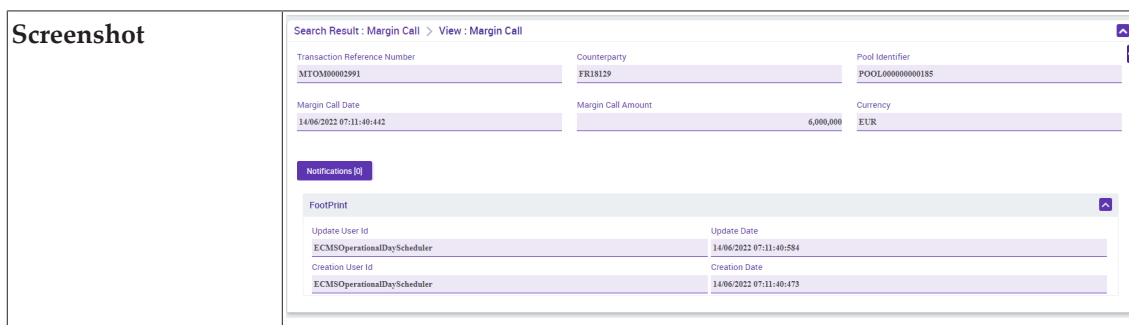 Screenshot
Search Result : Margin Call > View : Margin Call
Transaction Reference Number Counterparty Pool Identifier
MTOM00002991 FR18129 POOL000000000185
Margin Call Date Margin Call Amount Currency
14/06/2022 07:11:40:442 6,000,000 EUR
Notifications [0]
FootPrint
Update User Id Update Date
ECMSOperationalDayScheduler 14/06/2022 07:11:40:584
Creation User Id Creation Date
ECMSOperationalDayScheduler 14/06/2022 07:11:40:473